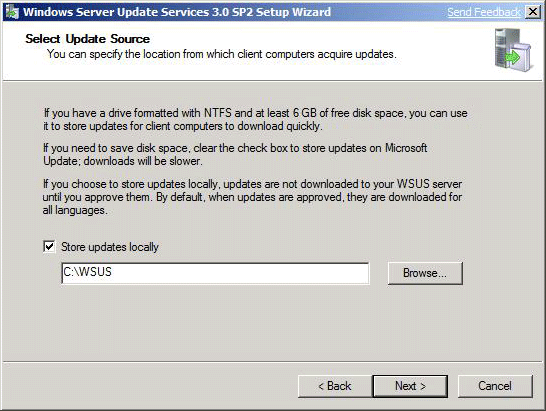 Windows Server Update Services 3.0 SP2 Setup Wizard Send Feedback
Select Update Source
You can specify the location from which client computers acquire updates.
If you have a drive formatted with NTFS and at least 6 GB of free disk space, you can use
it to store updates for client computers to download quickly.
If you need to save disk space, clear the check box to store updates on Microsoft
Update; downloads will be slower.
If you choose to store updates locally, updates are not downloaded to your WSUS server
until you approve them. By default, when updates are approved, they are downloaded for
all languages.
Store updates locally
C:\WSUS Browse...
< Back Next > Cancel